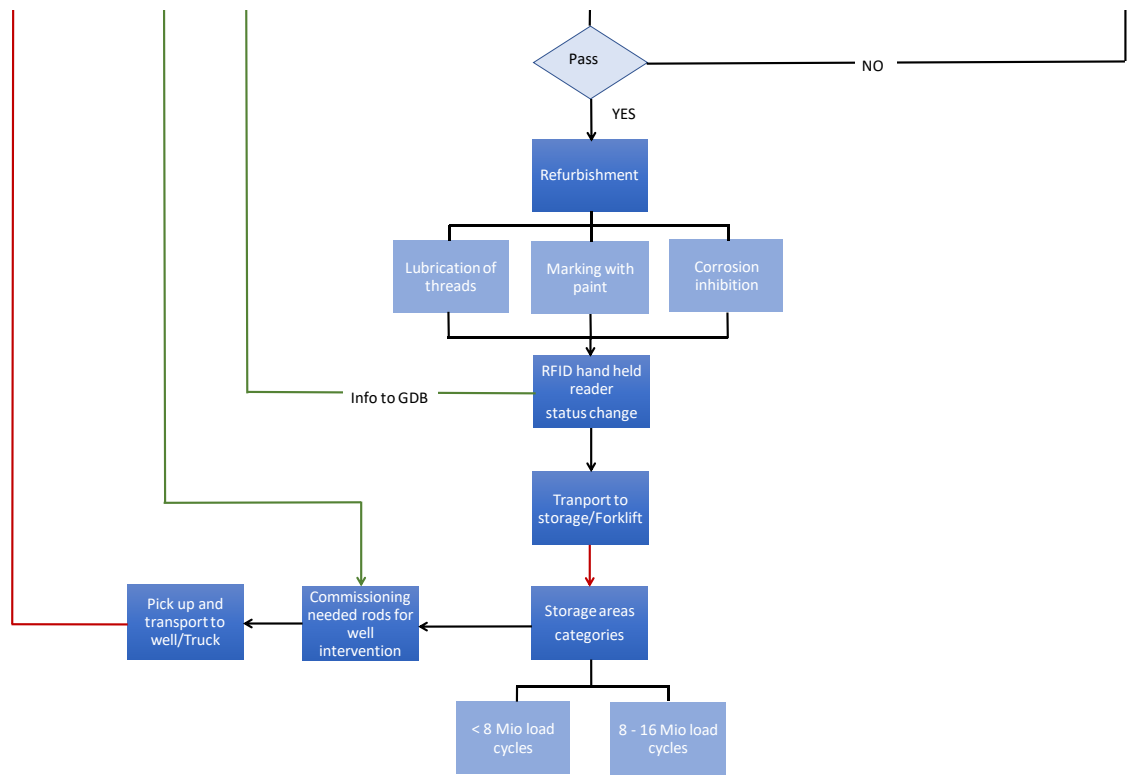 Pass
NO
YES
Refurbishment
Lubrication of
threads
Marking with
paint
Corrosion
inhibition
RFID hand held
reader
status change
Info to GDB
Tranport to
storage/Forklift
Pick up and
transport to
well/Truck
Commissioning
needed rods for
well
intervention
Storage areas
categories
< 8 Mio load
cycles
8 - 16 Mio load
cycles